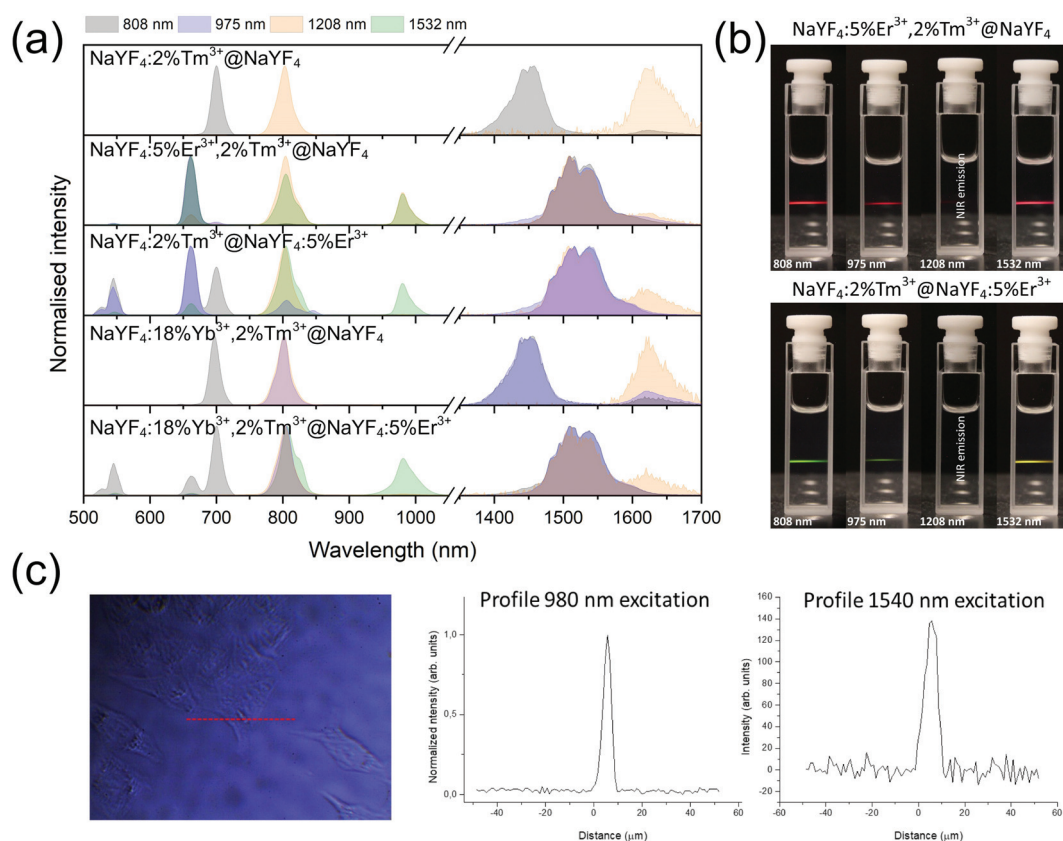 (a)
808 nm 975 nm 1208 nm 1532 nm
NaYF₄:2%Tm³⁺@NaYF₄
NaYF₄:5%Er³⁺,2%Tm³⁺@NaYF₄
NaYF₄:2%Tm³⁺@NaYF₄:5%Er³⁺
NaYF₄:18%Yb³⁺,2%Tm³⁺@NaYF₄
NaYF₄:18%Yb³⁺,2%Tm³⁺@NaYF₄:5%Er³⁺
Normalised intensity
500 600 700 800 900 1000 1400 1500 1600 1700
Wavelength (nm)
(b)
NaYF₄:5%Er³⁺,2%Tm³⁺@NaYF₄
NIR emission
808 nm 975 nm 1208 nm 1532 nm
NaYF₄:2%Tm³⁺@NaYF₄:5%Er³⁺
NIR emission
808 nm 975 nm 1208 nm 1532 nm
(c)
Profile 980 nm excitation
Normalized ntensity (arb. units)
1,0
0,5
0,0
-40 -20 0 20 40 60
Distance (μm)
Profile 1540 nm excitation
Intensity (arb. units)
160
140
120
100
80
60
40
20
0
-20
-60 -40 -20 0 20 40 60
Distance (μm)